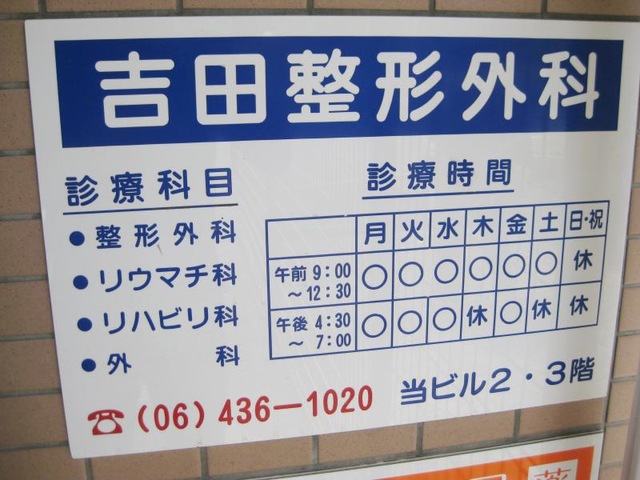 吉田整形外科
診療科目
● 整形外科
● リウマチ科
● リハビリ科
● 外科
診療時間
月 火 水 木 金 土 日・祝
午前 9:00 ～12:30 ○ ○ ○ ○ ○ ○ 休
午後 4:30 ～ 7:00 ○ ○ ○ 休 ○ 休 休
☎ (06) 436-1020
当ビル2・3階